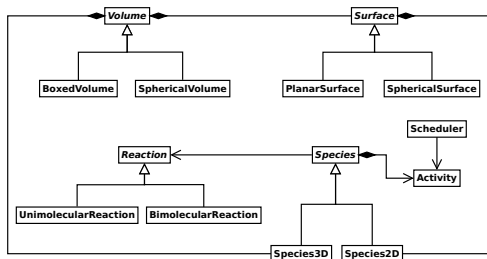 Volume
Surface
BoxedVolume
SphericalVolume
PlanarSurface
SphericalSurface
Scheduler
Reaction
Species
Activity
UnimolecularReaction
BimolecularReaction
Species3D
Species2D